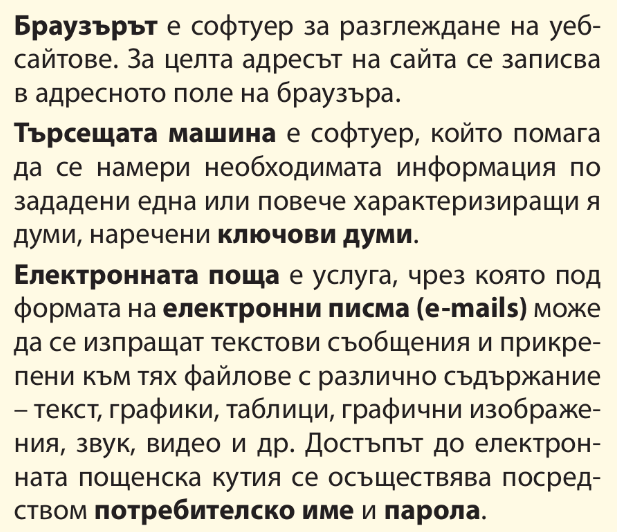 Браузърът е софтуер за разглеждане на уеб-
сайтове. За целта адресът на сайта се записва
в адресното поле на браузъра.
Търсещата машина е софтуер, който помага
да се намери необходимата информация по
зададени една или повече характеризиращи я
думи, наречени ключови думи.
Електронната поща е услуга, чрез която под
формата на електронни писма (e-mails) може
да се изпращат текстови съобщения и прикре-
пени към тях файлове с различно съдържание
– текст, графики, таблици, графични изображе-
ния, звук, видео и др. Достъпът до електрон-
ната пощенска кутия се осъществява посред-
ством потребителско име и парола.